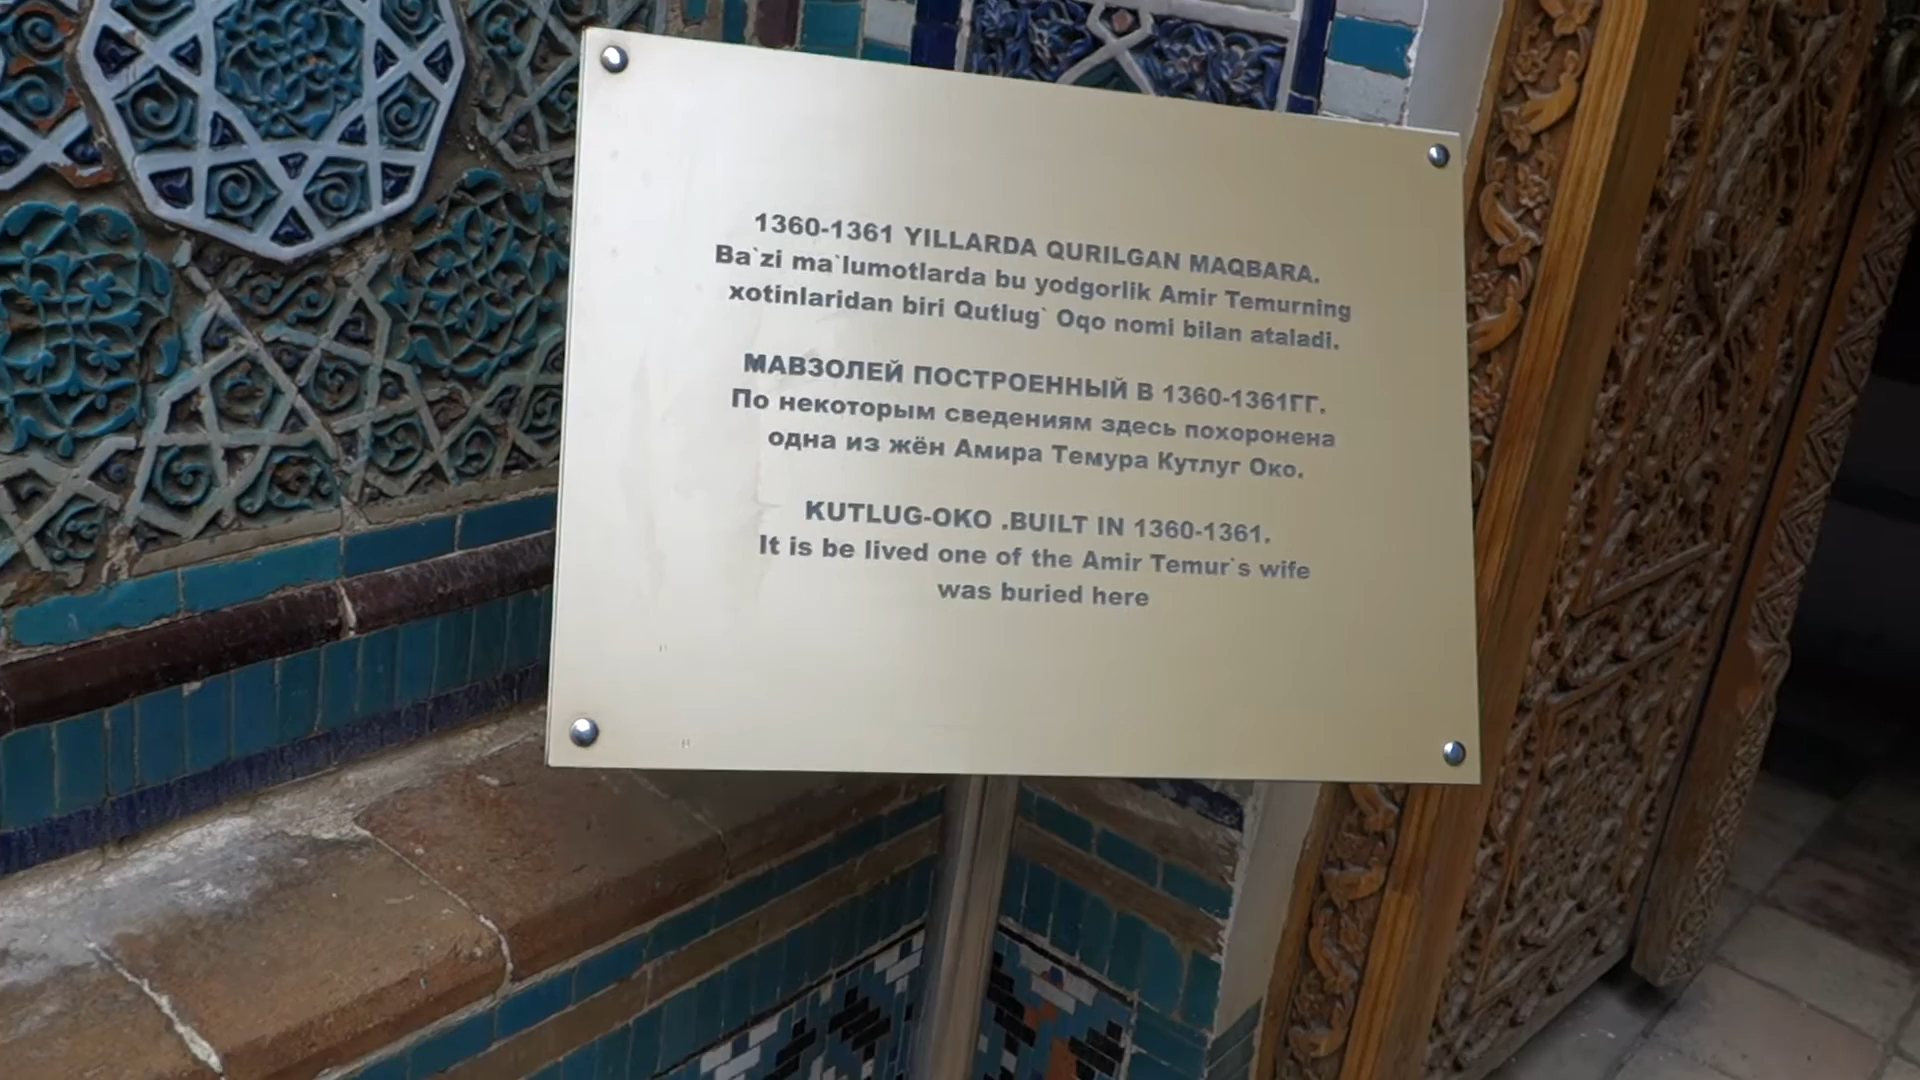 1360-1361 YILLARDA QURILGAN MAQBARA.
Ba`zi ma`lumotlarda bu yodgorlik Amir Temurning
xotinlaridan biri Qutlug` Oqo nomi bilan ataladi.
МАВЗОЛЕЙ ПОСТРОЕННЫЙ В 1360-1361ГГ.
По некоторым сведениям здесь похоронена
одна из жён Амира Темура Кутлуг Око.
KUTLUG-OKO .BUILT IN 1360-1361.
It is be lived one of the Amir Temur`s wife
was buried here